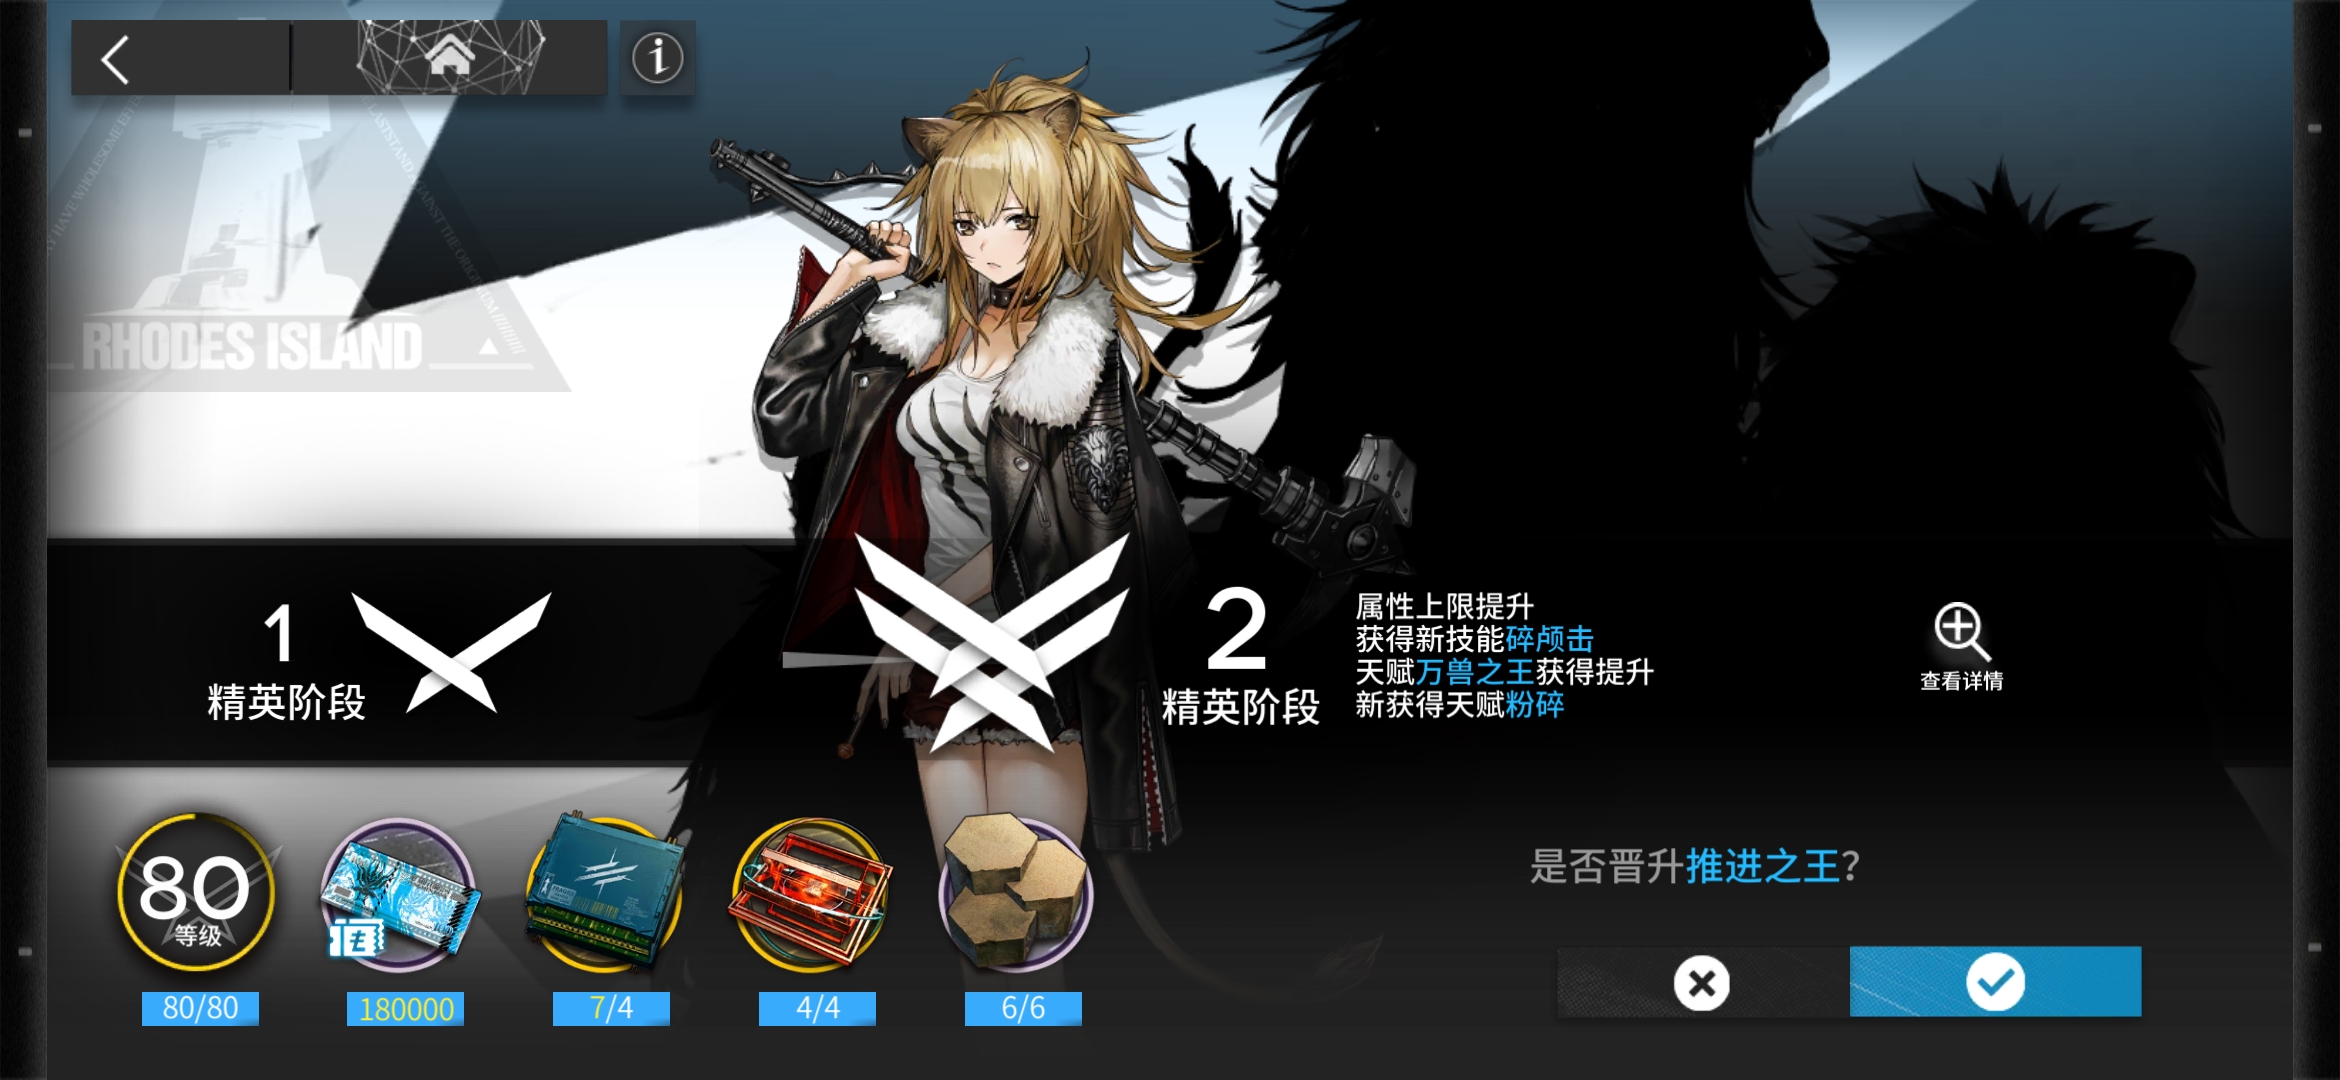 RHODES ISLAND
1
精英阶段
2
精英阶段
属性上限提升
获得新技能碎颅击
天赋万兽之王获得提升
新获得天赋粉碎
查看详情
80
等级
80/80
180000
7/4
4/4
6/6
是否晋升推进之王?